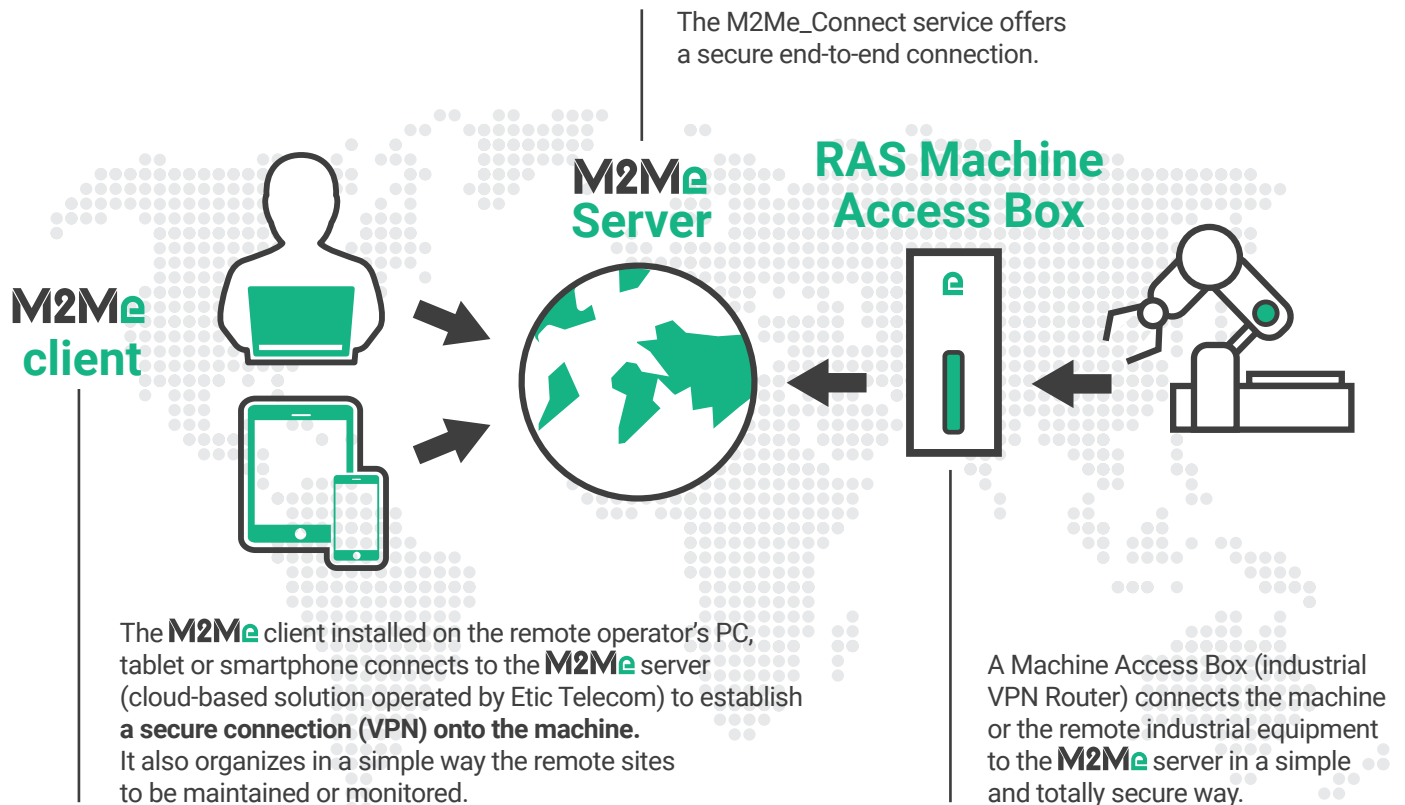 The M2Me_Connect service offers
a secure end-to-end connection.
M2Me
Server
RAS Machine
Access Box
M2Me
client
The M2Me client installed on the remote operator's PC,
tablet or smartphone connects to the M2Me server
(cloud-based solution operated by Etic Telecom) to establish
a secure connection (VPN) onto the machine.
It also organizes in a simple way the remote sites
to be maintained or monitored.
A Machine Access Box (industrial
VPN Router) connects the machine
or the remote industrial equipment
to the M2Me server in a simple
and totally secure way.